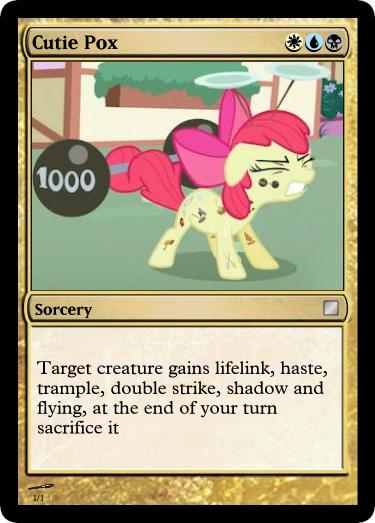 Cutie Pox
1000
Sorcery
Target creature gains lifelink, haste,
trample, double strike, shadow and
flying, at the end of your turn
sacrifice it
1/1